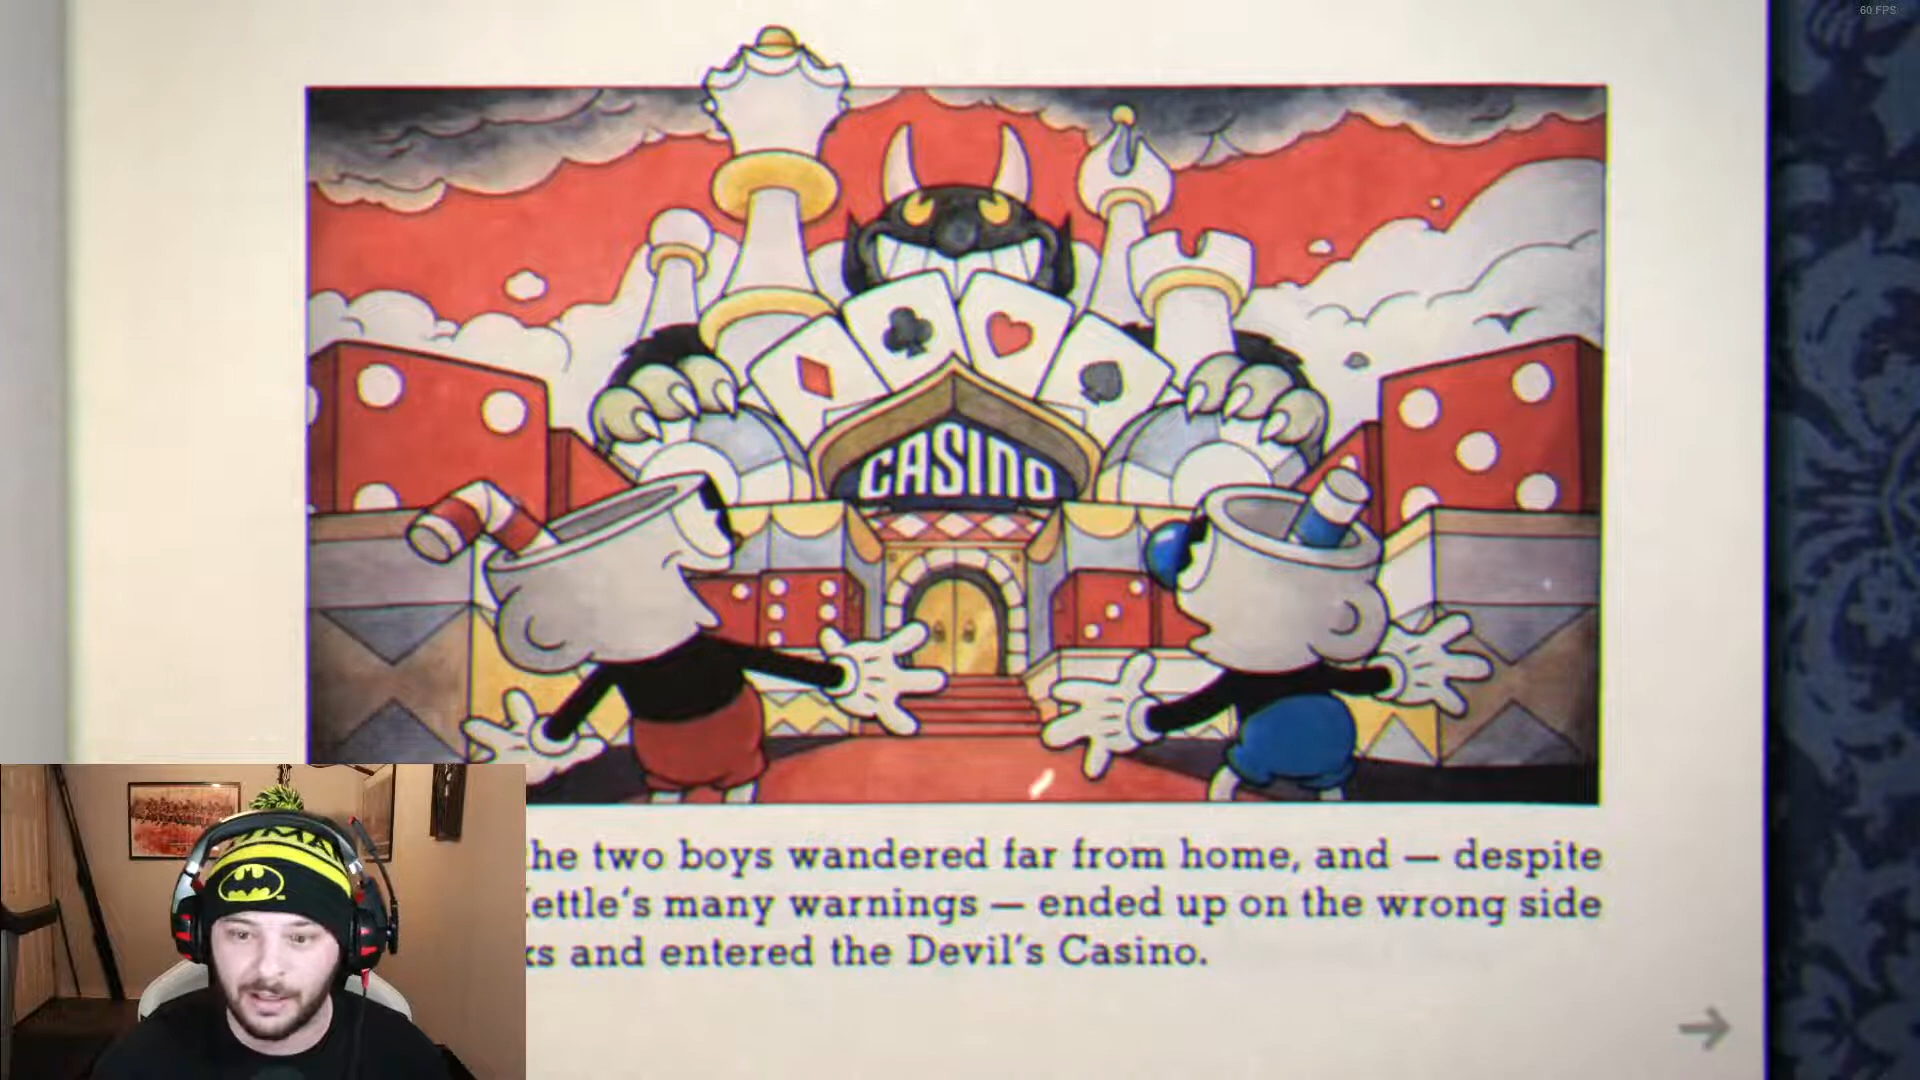 60 FPS
CASINO
he two boys wandered far from home, and — despite
ettle's many warnings — ended up on the wrong side
ks and entered the Devil's Casino.